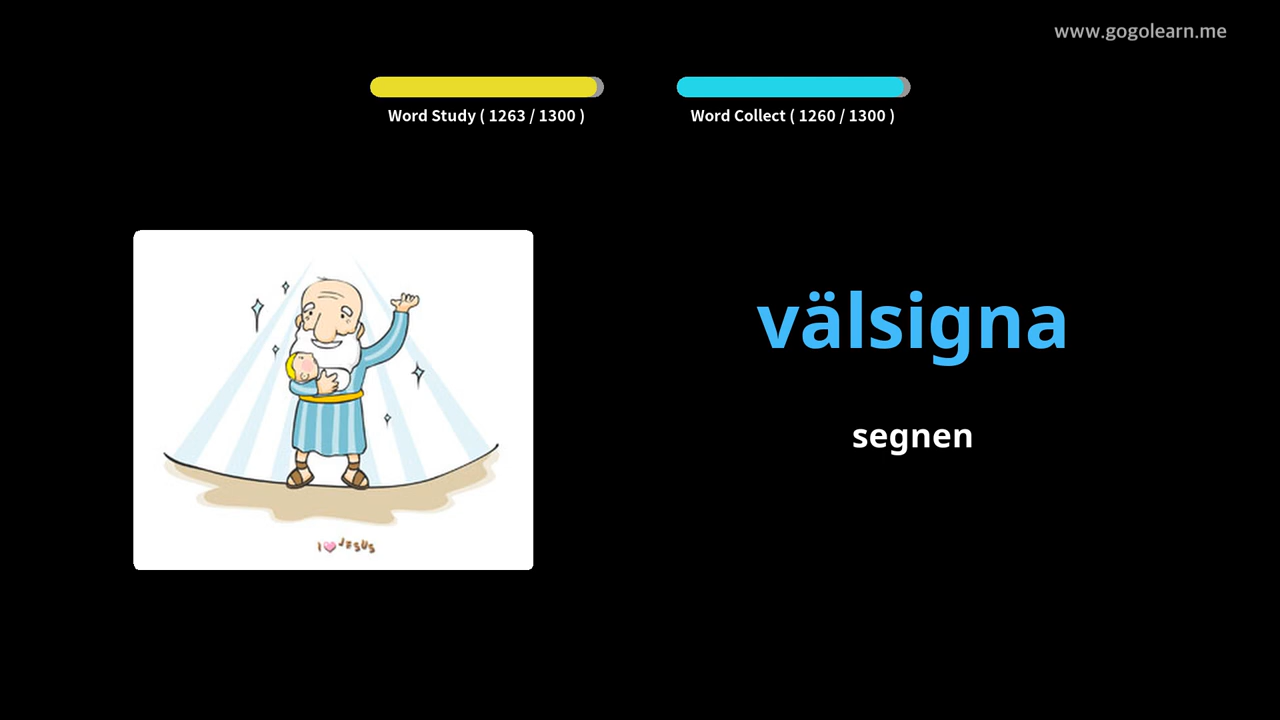 www.gogolearn.me
Word Study ( 1263 / 1300 )
Word Collect ( 1260 / 1300 )
välsigna
segnen
I JESUS